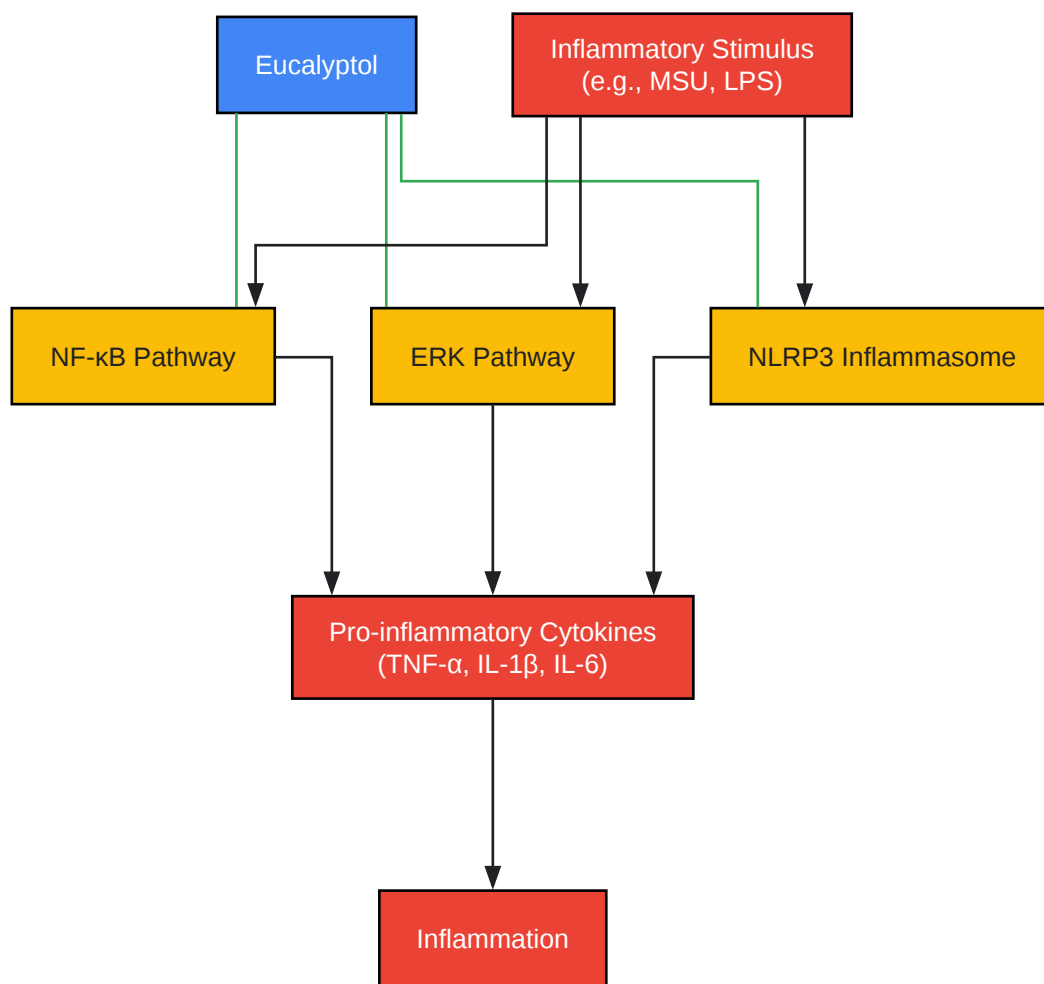 Eucalyptol
Inflammatory Stimulus
(e.g., MSU, LPS)
NF-κB Pathway
ERK Pathway
NLRP3 Inflammasome
Pro-inflammatory Cytokines
(TNF-α, IL-1β, IL-6)
Inflammation